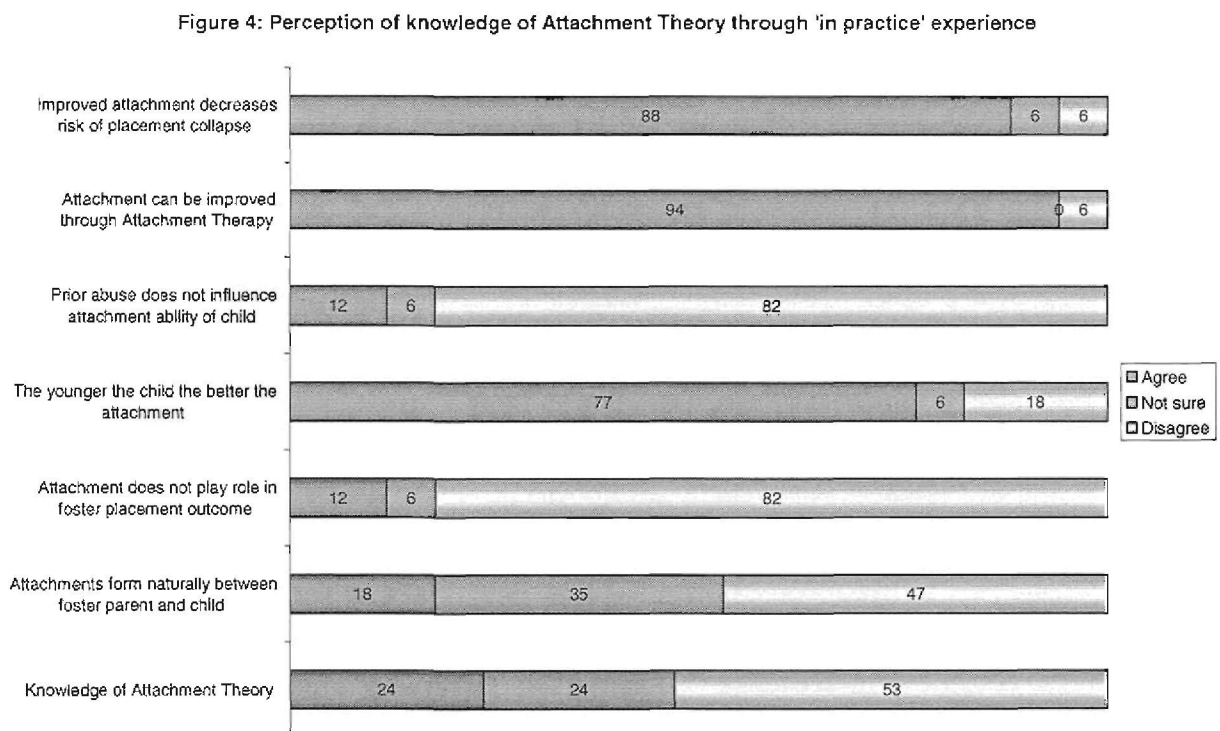 Figure 4: Perception of knowledge of Attachment Theory through 'in practice' experience
Improved attachment decreases
risk of placement collapse
88 6 6
Attachment can be improved
through Attachment Therapy
94 0 6
Prior abuse does not influence
attachment ability of child
12 6 82
The younger the child the better the
attachment
77 6 18
Agree
Not sure
Disagree
Attachment does not play role in
foster placement outcome
12 6 82
Attachments form naturally between
foster parent and child
18 35 47
Knowledge of Attachment Theory
24 24 53